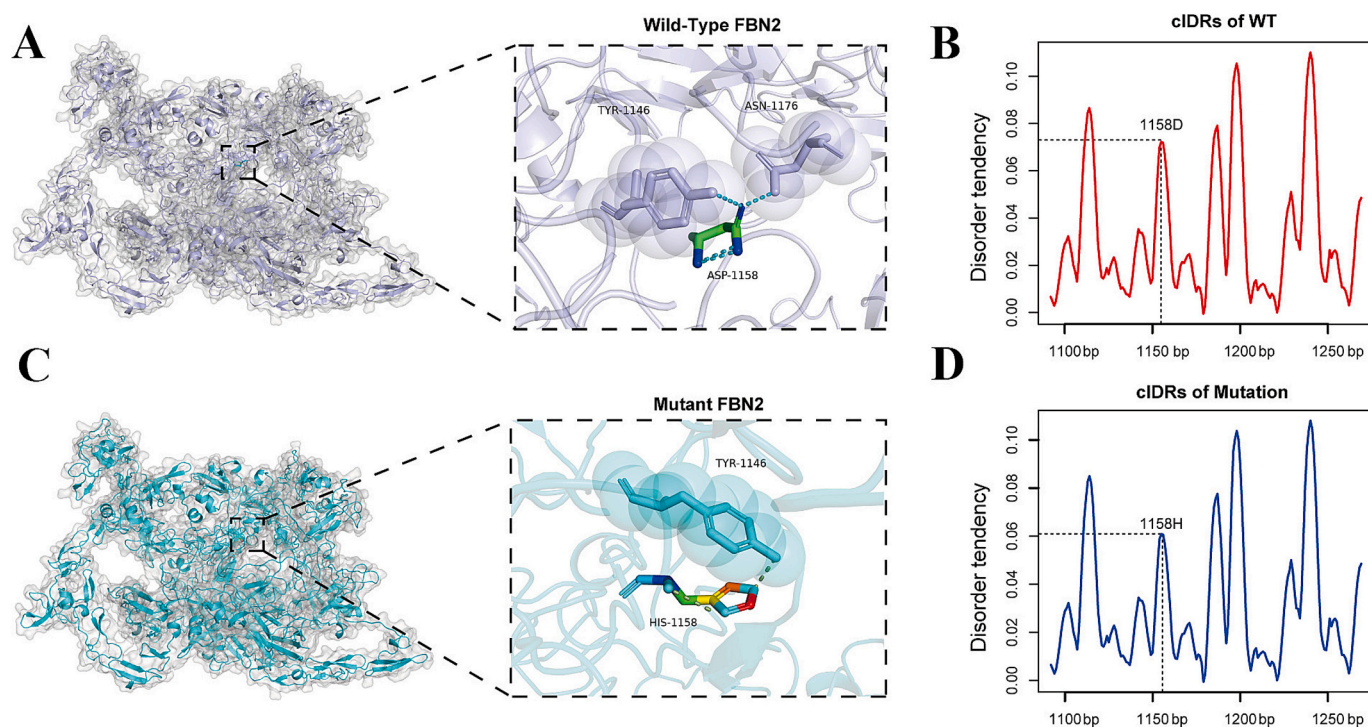 A
Wild-Type FBN2
TYR-1146
ASN-1176
ASP-1158
B
cIDRs of WT
Disorder tendency
0.10
0.08
0.06
0.04
0.02
0.00
1158D
1100 bp
1150 bp
1200 bp
1250 bp
C
Mutant FBN2
TYR-1146
HIS-1158
D
cIDRs of Mutation
Disorder tendency
0.10
0.08
0.06
0.04
0.02
0.00
1158H
1100 bp
1150 bp
1200 bp
1250 bp